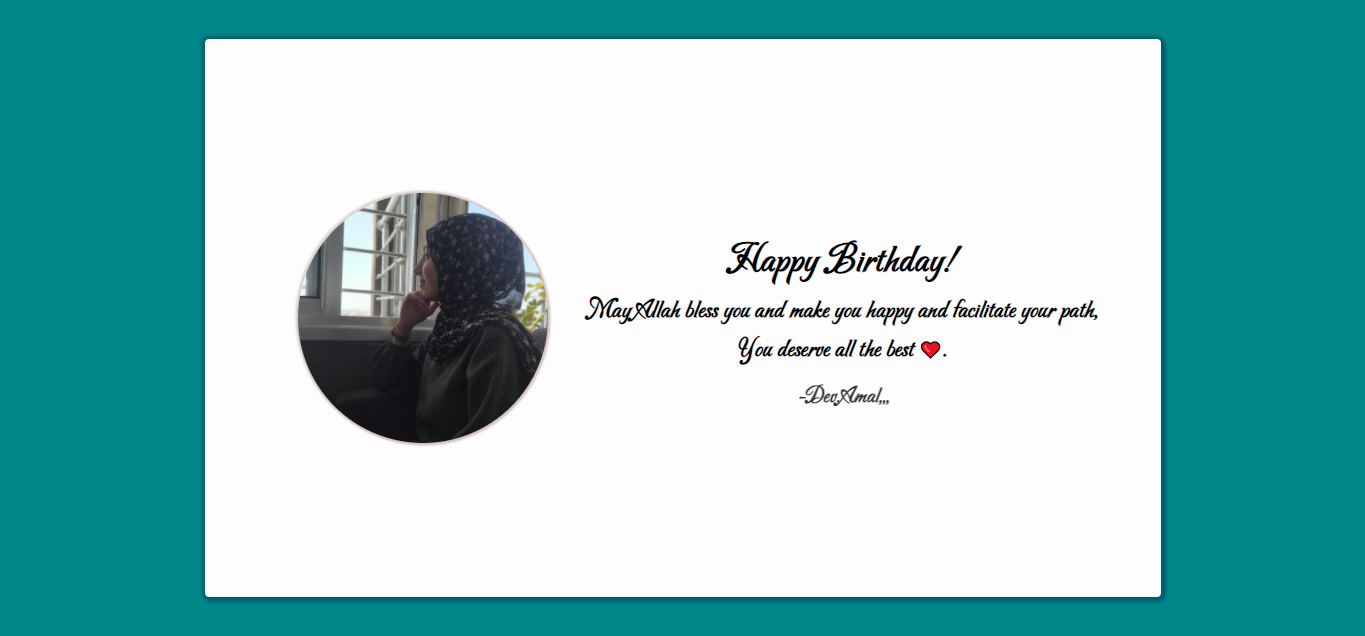 Happy Birthday!
May Allah bless you and make you happy and facilitate your path,
You deserve all the best ❤.
-DevAmal,,,